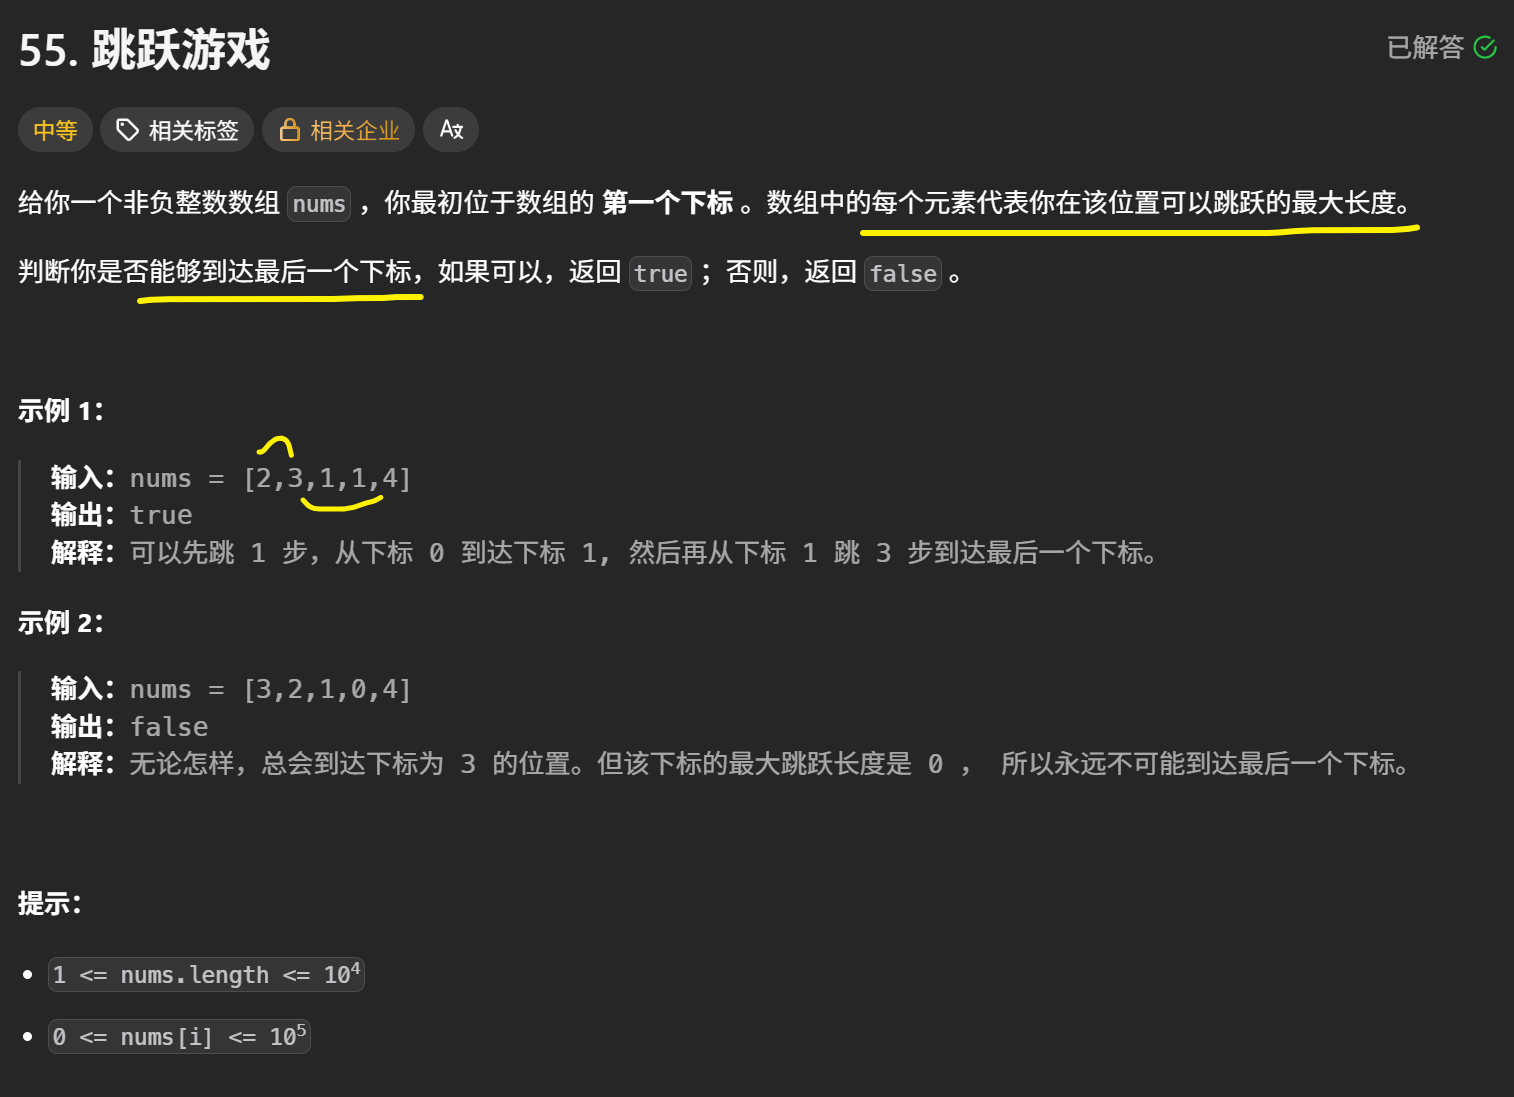 55. 跳跃游戏
已解答
中等 相关标签 相关企业 A文
给你一个非负整数数组 nums ，你最初位于数组的 第一个下标 。数组中的每个元素代表你在该位置可以跳跃的最大长度。
判断你是否能够到达最后一个下标，如果可以，返回 true ；否则，返回 false 。
示例 1：
输入：nums = [2,3,1,1,4]
输出：true
解释：可以先跳 1 步，从下标 0 到达下标 1, 然后再从下标 1 跳 3 步到达最后一个下标。
示例 2：
输入：nums = [3,2,1,0,4]
输出：false
解释：无论怎样，总会到达下标为 3 的位置。但该下标的最大跳跃长度是 0 ， 所以永远不可能到达最后一个下标。
提示：
• 1 <= nums.length <= 10⁴
• 0 <= nums[i] <= 10⁵